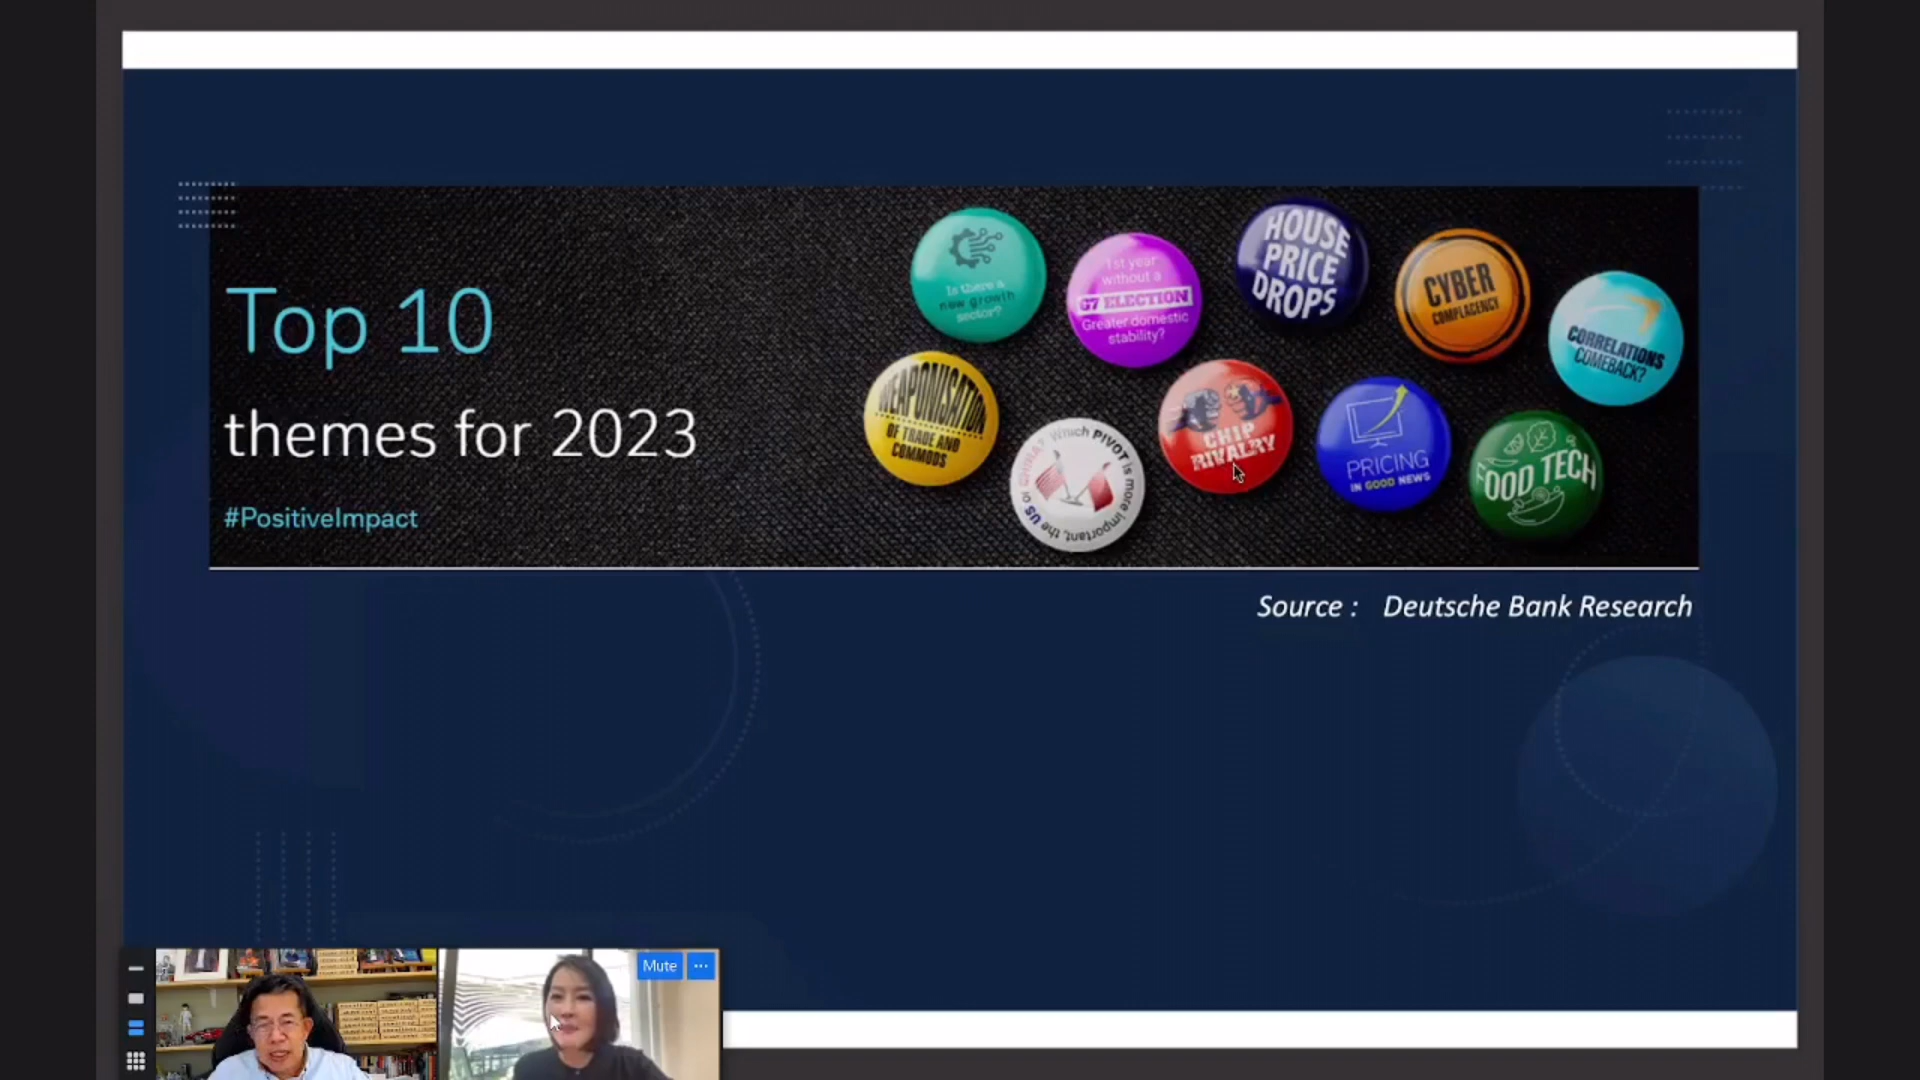 Top 10
themes for 2023
#PositiveImpact
Is there a
new growth
sector?
1st year
without a
G7 ELECTION
Greater domestic
stability?
HOUSE
PRICE
DROPS
CYBER
COMPLACENCY
CORRELATIONS
COMEBACK?
WEAPONISATION
OF TRADE AND
COMMODS
Which PIVOT is more important, the US or CHINA?
CHIP
RIVALRY
PRICING
IN GOOD NEWS
FOOD TECH
Source : Deutsche Bank Research
Mute